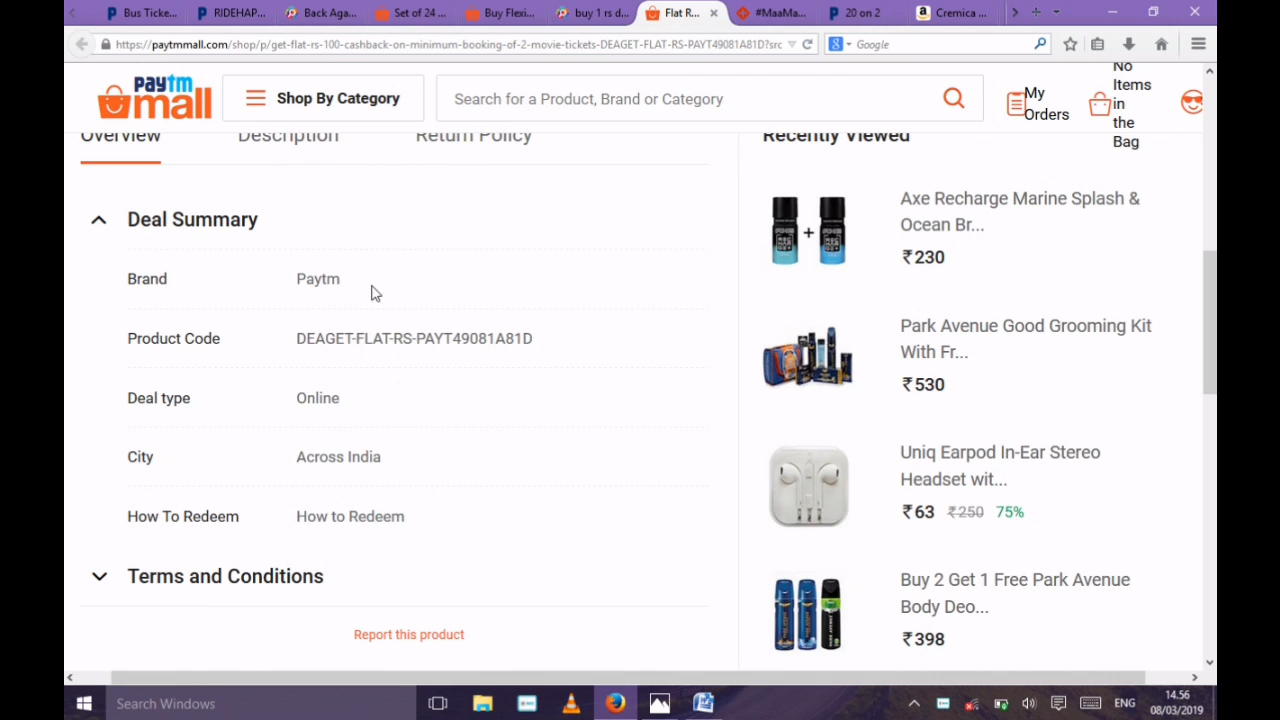 Bus Ticke...
RIDEHAP...
Back Aga...
Set of 24 ...
Buy Flexi...
buy 1 rs d...
Flat R...
#MaaMa...
20 on 2
Cremica ...
https://paytmmall.com/shop/p/get-flat-rs-100-cashback-on-minimum-booking-of-2-movie-tickets-DEAGET-FLAT-RS-PAYT49081A81D?src
Google
paytm
mall
Shop By Category
Search for a Product, Brand or Category
My
Orders
No
Items
in
the
Bag
Overview
Description
Return Policy
Deal Summary
Brand
Paytm
Product Code
DEAGET-FLAT-RS-PAYT49081A81D
Deal type
Online
City
Across India
How To Redeem
How to Redeem
Terms and Conditions
Report this product
Recently Viewed
Axe Recharge Marine Splash &
Ocean Br...
₹230
Park Avenue Good Grooming Kit
With Fr...
₹530
Uniq Earpod In-Ear Stereo
Headset wit...
₹63 ₹250 75%
Buy 2 Get 1 Free Park Avenue
Body Deo...
₹398
Search Windows
ENG
14.56
08/03/2019